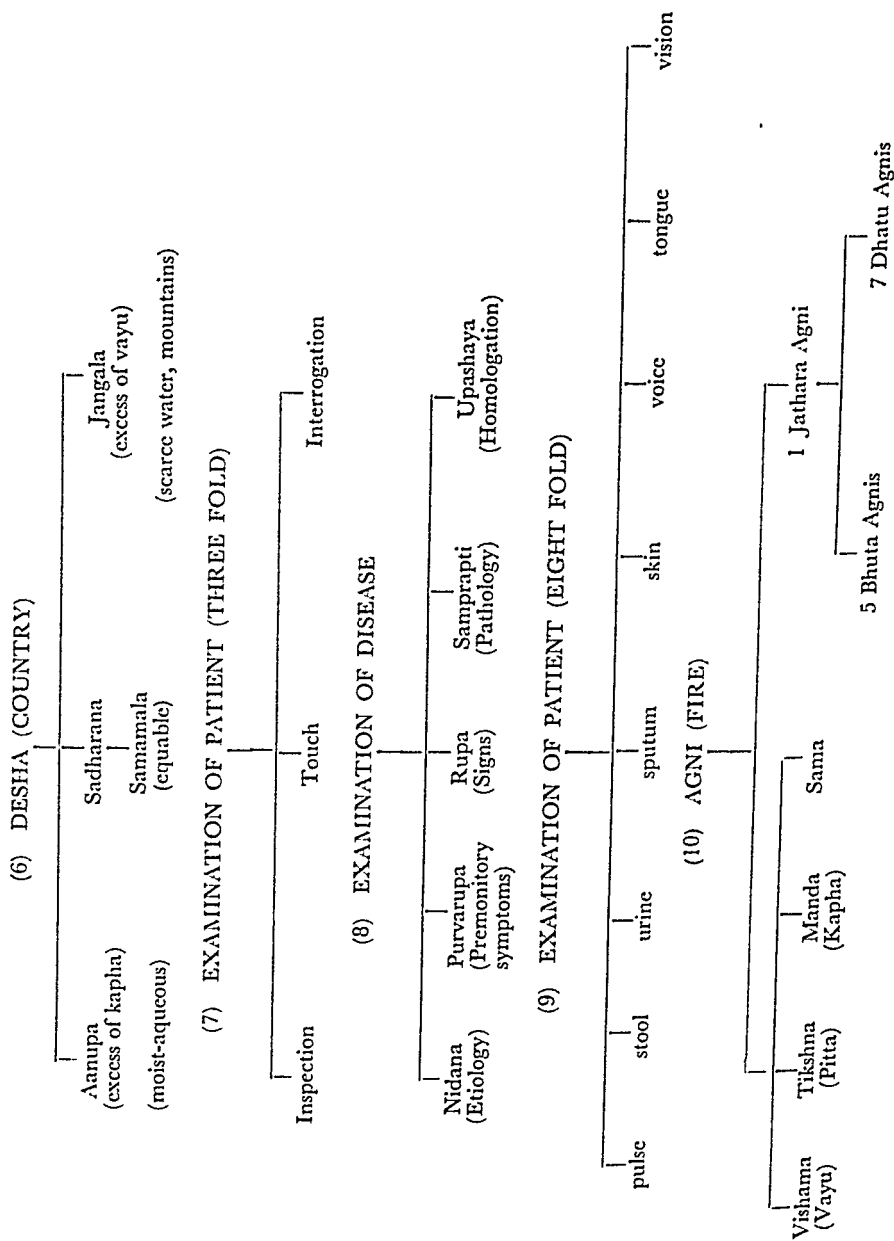 (6) DESHA (COUNTRY)
Aanupa Sadharana Jangala
(excess of kapha) (excess of vayu)
Samamala
(moist-aqueous) (equable) (scarce water, mountains)
(7) EXAMINATION OF PATIENT (THREE FOLD)
Inspection Touch Interrogation
(8) EXAMINATION OF DISEASE
Nidana Purvarupa Rupa Samprapti Upashaya
(Etiology) (Premonitory (Signs) (Pathology) (Homologation)
symptoms)
(9) EXAMINATION OF PATIENT (EIGHT FOLD)
pulse stool urine sputum skin voice tongue vision
(10) AGNI (FIRE)
1 Jathara Agni
Vishama Tikshna Manda Sama
(Vayu) (Pitta) (Kapha)
5 Bhuta Agnis 7 Dhatu Agnis